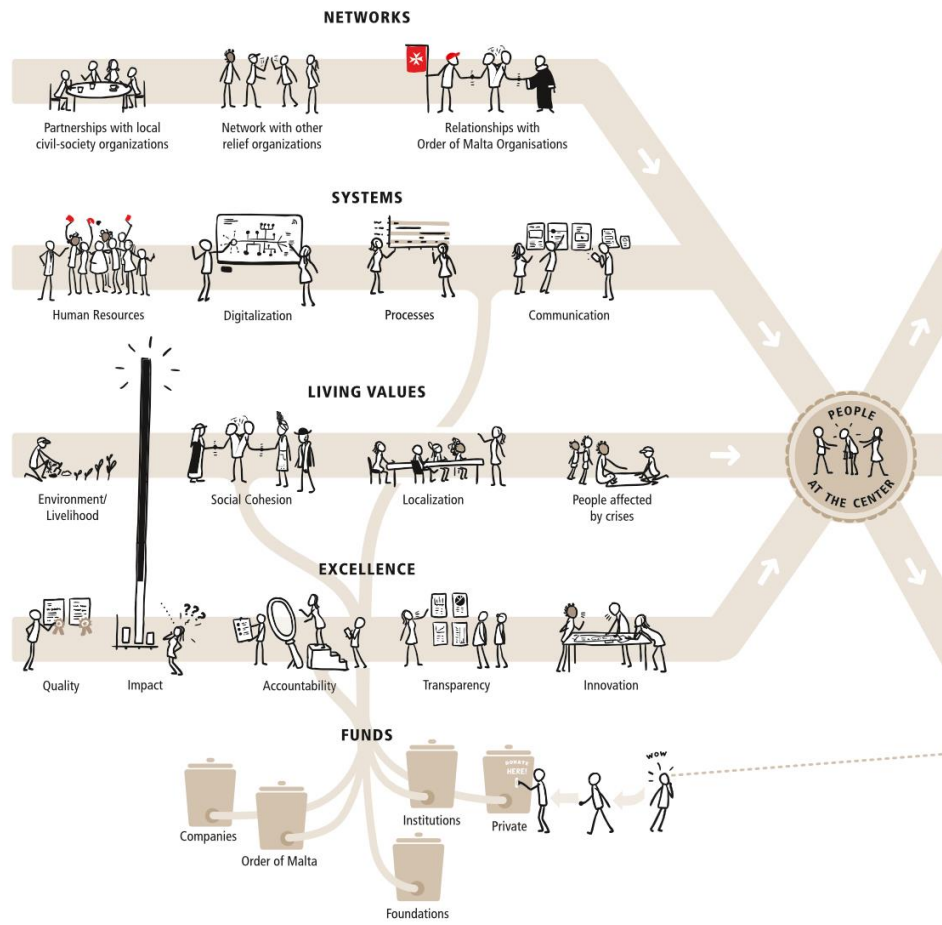 NETWORKS
Partnerships with local
civil-society organizations
Network with other
relief organizations
Relationships with
Order of Malta Organisations
SYSTEMS
Human Resources
Digitalization
Processes
Communication
LIVING VALUES
PEOPLE
AT THE CENTER
Environment/
Livelihood
Social Cohesion
Localization
People affected
by crises
EXCELLENCE
???
Quality
Impact
Accountability
Transparency
Innovation
FUNDS
Companies
Order of Malta
Institutions
DONATE
HERE!
Private
WOW
Foundations